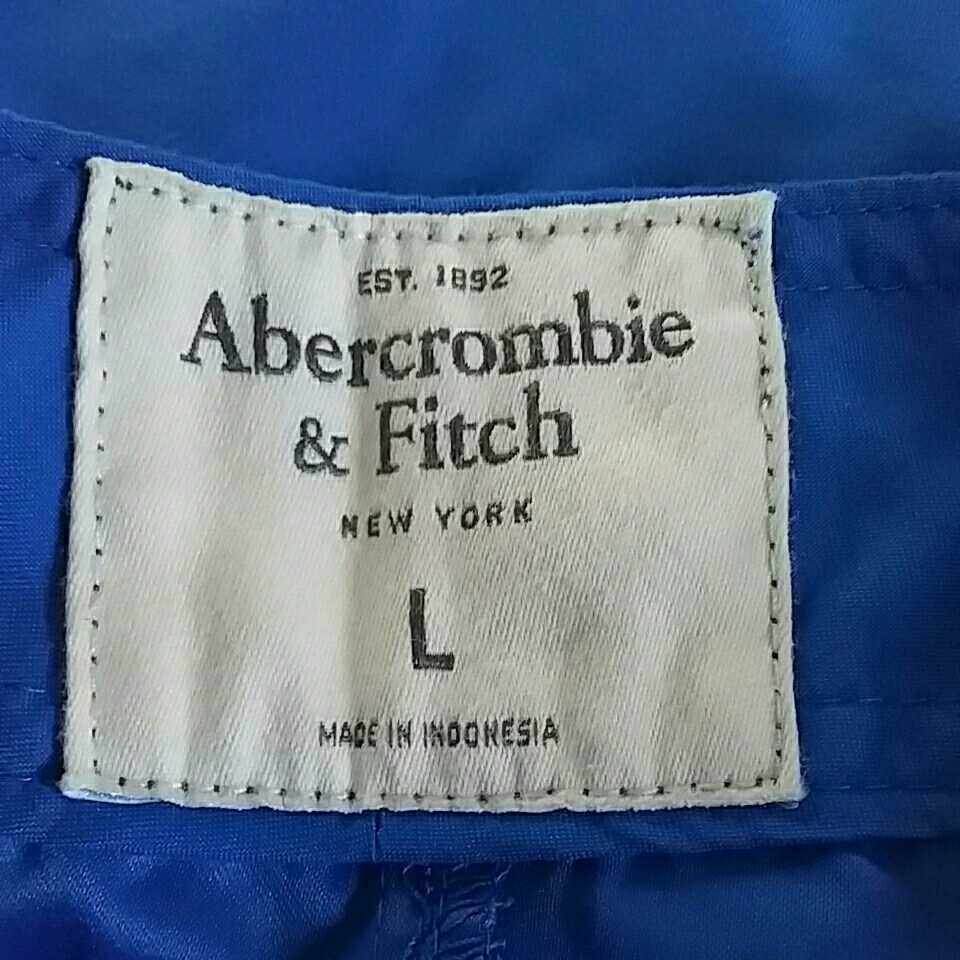 EST. 1892
Abercrombie
& Fitch
NEW YORK
L
MADE IN INDONESIA